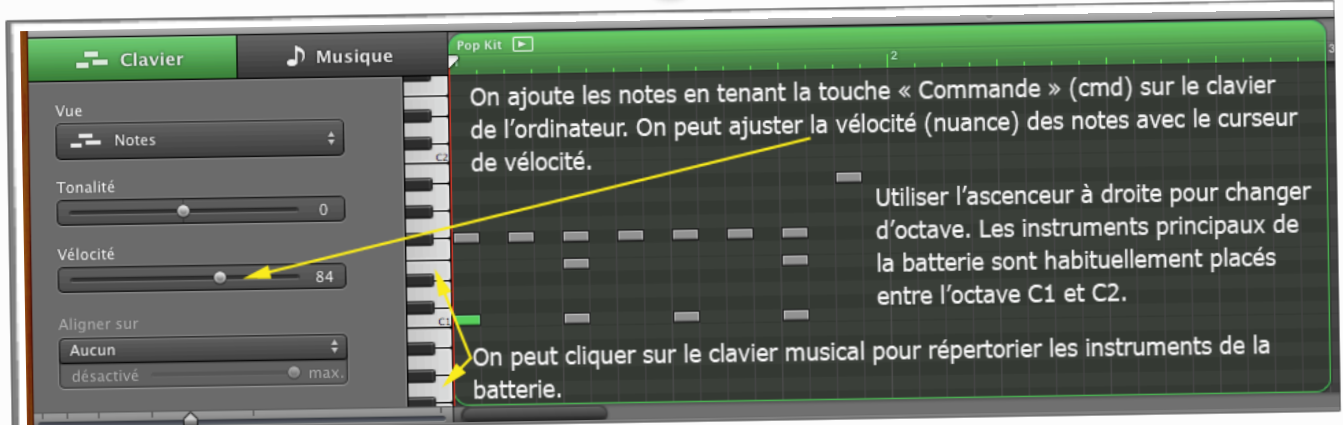 Clavier
Musique
Vue
Notes
Tonalité
0
Vélocité
84
Aligner sur
Aucun
désactivé
max.
C2
C1
Pop Kit
2
3
On ajoute les notes en tenant la touche « Commande » (cmd) sur le clavier
de l'ordinateur. On peut ajuster la vélocité (nuance) des notes avec le curseur
de vélocité.
Utiliser l'ascenceur à droite pour changer
d'octave. Les instruments principaux de
la batterie sont habituellement placés
entre l'octave C1 et C2.
On peut cliquer sur le clavier musical pour répertorier les instruments de la
batterie.